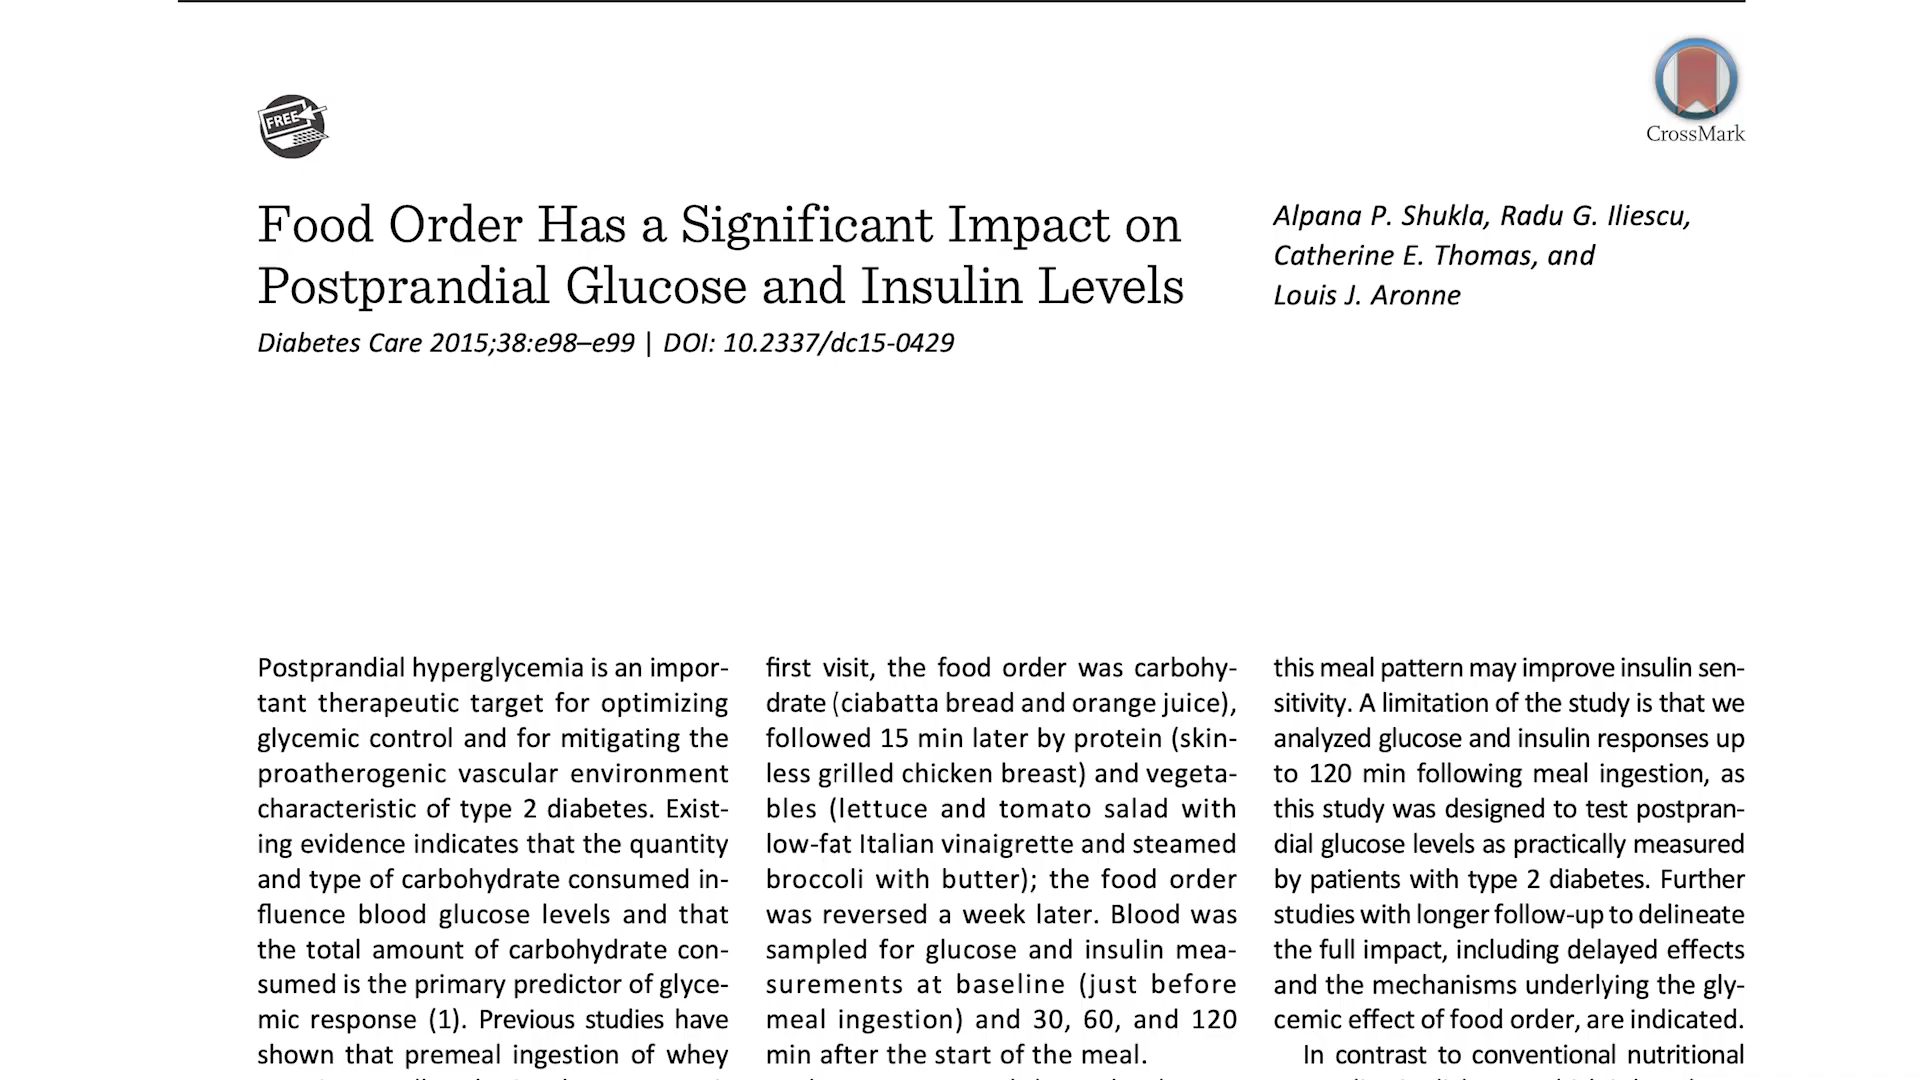 FREE
CrossMark
Food Order Has a Significant Impact on
Postprandial Glucose and Insulin Levels
Diabetes Care 2015;38:e98–e99 | DOI: 10.2337/dc15-0429
Alpana P. Shukla, Radu G. Iliescu,
Catherine E. Thomas, and
Louis J. Aronne
Postprandial hyperglycemia is an impor-
tant therapeutic target for optimizing
glycemic control and for mitigating the
proatherogenic vascular environment
characteristic of type 2 diabetes. Exist-
ing evidence indicates that the quantity
and type of carbohydrate consumed in-
fluence blood glucose levels and that
the total amount of carbohydrate con-
sumed is the primary predictor of glyce-
mic response (1). Previous studies have
shown that premeal ingestion of whey
first visit, the food order was carbohy-
drate (ciabatta bread and orange juice),
followed 15 min later by protein (skin-
less grilled chicken breast) and vegeta-
bles (lettuce and tomato salad with
low-fat Italian vinaigrette and steamed
broccoli with butter); the food order
was reversed a week later. Blood was
sampled for glucose and insulin mea-
surements at baseline (just before
meal ingestion) and 30, 60, and 120
min after the start of the meal.
this meal pattern may improve insulin sen-
sitivity. A limitation of the study is that we
analyzed glucose and insulin responses up
to 120 min following meal ingestion, as
this study was designed to test postpran-
dial glucose levels as practically measured
by patients with type 2 diabetes. Further
studies with longer follow-up to delineate
the full impact, including delayed effects
and the mechanisms underlying the gly-
cemic effect of food order, are indicated.
In contrast to conventional nutritional